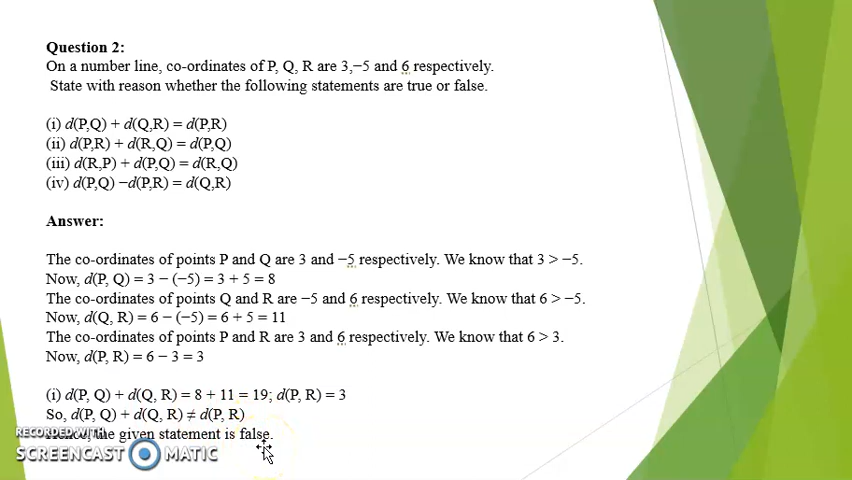 Question 2:
On a number line, co-ordinates of P, Q, R are 3,−5 and 6 respectively.
State with reason whether the following statements are true or false.
(i) d(P,Q) + d(Q,R) = d(P,R)
(ii) d(P,R) + d(R,Q) = d(P,Q)
(iii) d(R,P) + d(P,Q) = d(R,Q)
(iv) d(P,Q) −d(P,R) = d(Q,R)
Answer:
The co-ordinates of points P and Q are 3 and −5 respectively. We know that 3 > −5.
Now, d(P, Q) = 3 − (−5) = 3 + 5 = 8
The co-ordinates of points Q and R are −5 and 6 respectively. We know that 6 > −5.
Now, d(Q, R) = 6 − (−5) = 6 + 5 = 11
The co-ordinates of points P and R are 3 and 6 respectively. We know that 6 > 3.
Now, d(P, R) = 6 − 3 = 3
(i) d(P, Q) + d(Q, R) = 8 + 11 = 19; d(P, R) = 3
So, d(P, Q) + d(Q, R) ≠ d(P, R)
Hence, the given statement is false.
RECORDED WITH
SCREENCAST MATIC